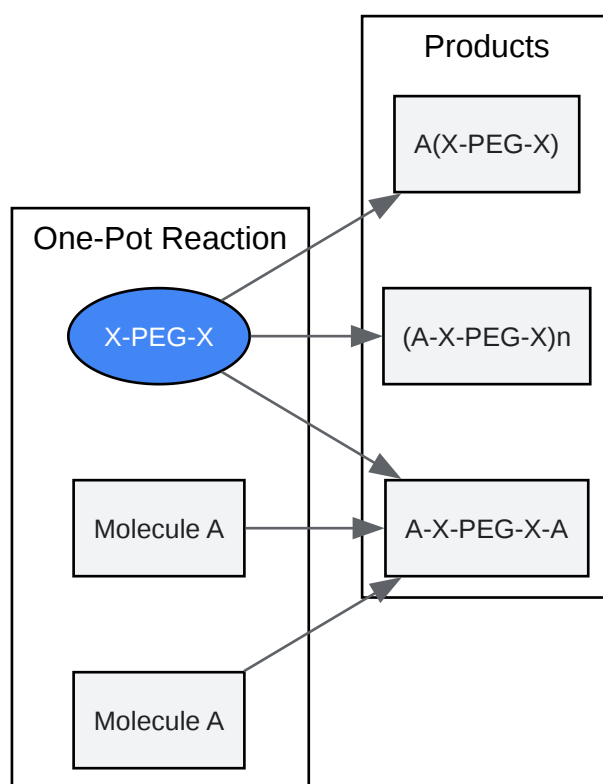 Products
A(X-PEG-X)
One-Pot Reaction
X-PEG-X
(A-X-PEG-X)n
Molecule A
A-X-PEG-X-A
Molecule A